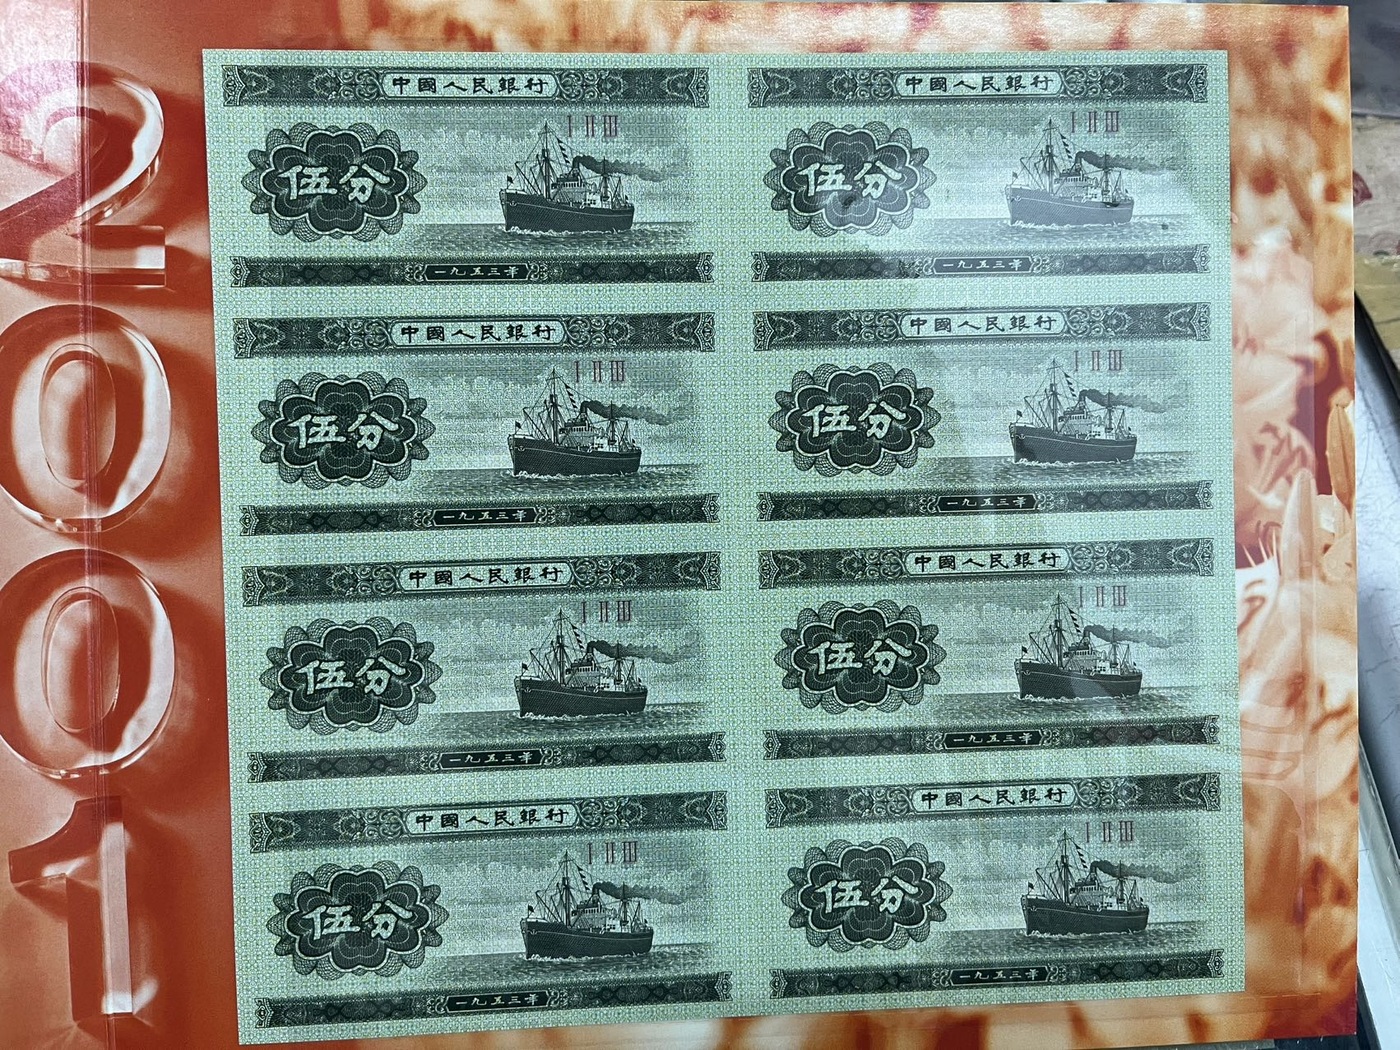 2001
中國人民銀行
I II III
伍分
一九五三年
中國人民銀行
I II III
伍分
一九五三年
中國人民銀行
I II III
伍分
一九五三年
中國人民銀行
I II III
伍分
一九五三年
中國人民銀行
I II III
伍分
一九五三年
中國人民銀行
I II III
伍分
一九五三年
中國人民銀行
I II III
伍分
一九五三年
中國人民銀行
I II III
伍分
一九五三年